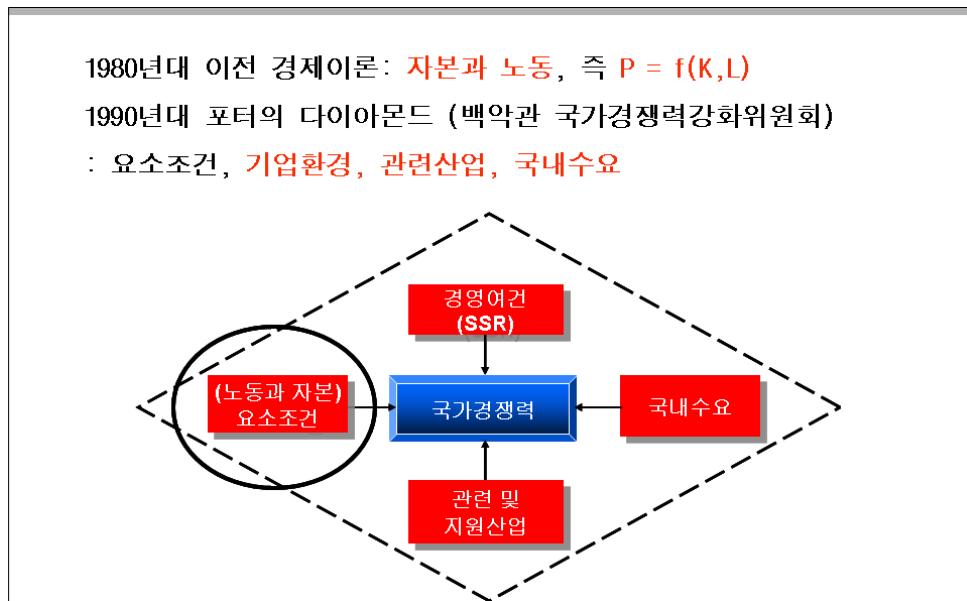 1980년대 이전 경제이론: 자본과 노동, 즉 P = f(K,L)
1990년대 포터의 다이아몬드 (백악관 국가경쟁력강화위원회)
: 요소조건, 기업환경, 관련산업, 국내수요
경영여건
(SSR)
(노동과 자본)
요소조건
국가경쟁력
국내수요
관련 및
지원산업